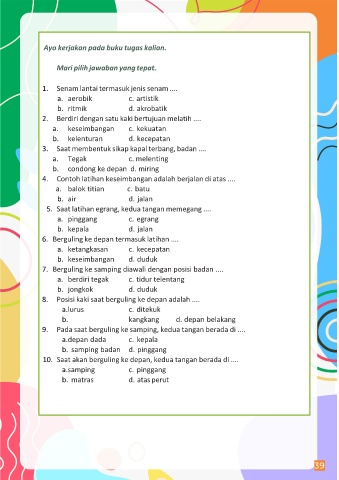 Ayo kerjakan pada buku tugas kalian.
Mari pilih jawaban yang tepat.
1. Senam lantai termasuk jenis senam ....
a. aerobik c. artistik
b. ritmik d. akrobatik
2. Berdiri dengan satu kaki bertujuan melatih ....
a. keseimbangan c. kekuatan
b. kelenturan d. kecepatan
3. Saat membentuk sikap kapal terbang, badan ....
a. Tegak c. melenting
b. condong ke depan d. miring
4. Contoh latihan keseimbangan adalah berjalan di atas ....
a. balok titian c. batu
b. air d. jalan
5. Saat latihan egrang, kedua tangan memegang ....
a. pinggang c. egrang
b. kepala d. jalan
6. Berguling ke depan termasuk latihan ....
a. ketangkasan c. kecepatan
b. keseimbangan d. duduk
7. Berguling ke samping diawali dengan posisi badan ....
a. berdiri tegak c. tidur telentang
b. jongkok d. duduk
8. Posisi kaki saat berguling ke depan adalah ....
a.lurus c. ditekuk
b. kangkang d. depan belakang
9. Pada saat berguling ke samping, kedua tangan berada di ....
a.depan dada c. kepala
b. samping badan d. pinggang
10. Saat akan berguling ke depan, kedua tangan berada di ....
a.samping c. pinggang
b. matras d. atas perut
39